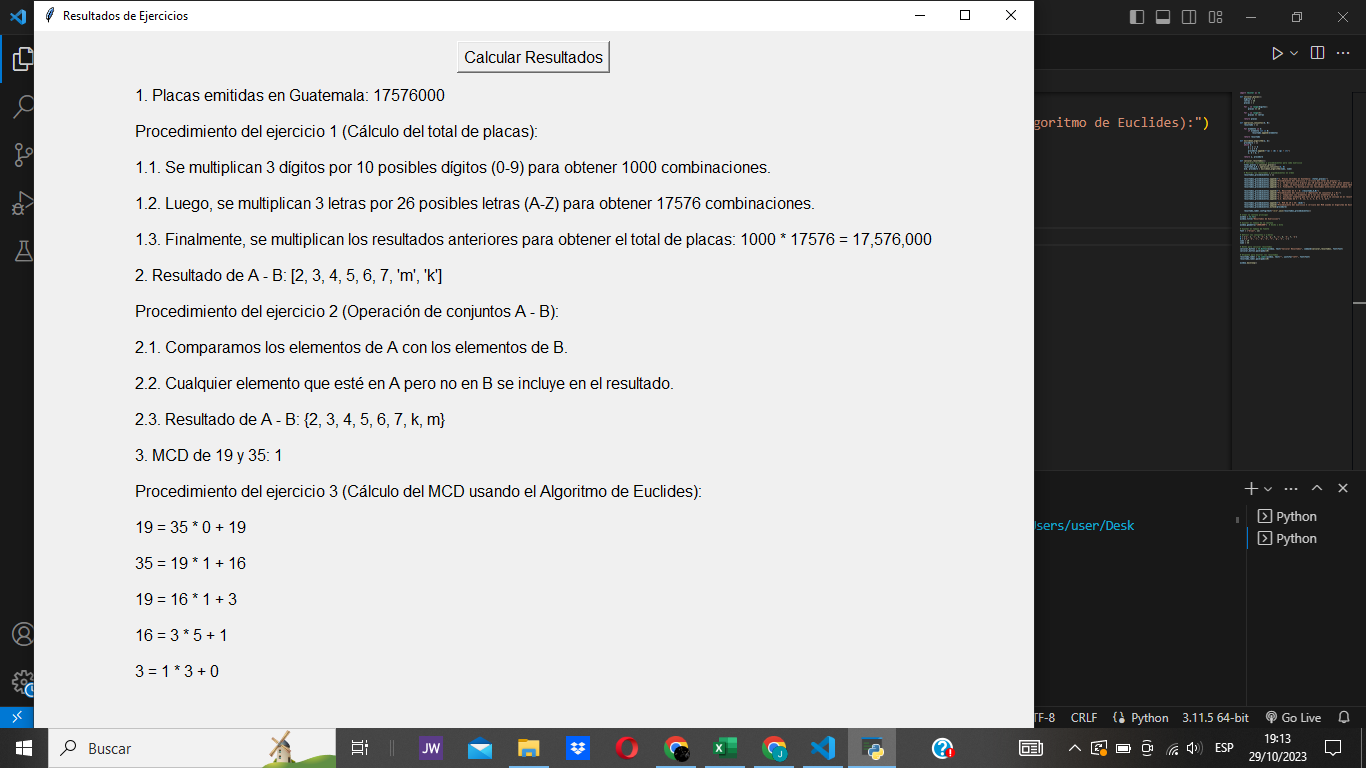 Resultados de Ejercicios
Calcular Resultados
1. Placas emitidas en Guatemala: 17576000
Procedimiento del ejercicio 1 (Cálculo del total de placas):
1.1. Se multiplican 3 dígitos por 10 posibles dígitos (0-9) para obtener 1000 combinaciones.
1.2. Luego, se multiplican 3 letras por 26 posibles letras (A-Z) para obtener 17576 combinaciones.
1.3. Finalmente, se multiplican los resultados anteriores para obtener el total de placas: 1000 * 17576 = 17,576,000
2. Resultado de A - B: [2, 3, 4, 5, 6, 7, 'm', 'k']
Procedimiento del ejercicio 2 (Operación de conjuntos A - B):
2.1. Comparamos los elementos de A con los elementos de B.
2.2. Cualquier elemento que esté en A pero no en B se incluye en el resultado.
2.3. Resultado de A - B: {2, 3, 4, 5, 6, 7, k, m}
3. MCD de 19 y 35: 1
Procedimiento del ejercicio 3 (Cálculo del MCD usando el Algoritmo de Euclides):
19 = 35 * 0 + 19
35 = 19 * 1 + 16
19 = 16 * 1 + 3
16 = 3 * 5 + 1
3 = 1 * 3 + 0
goritmo de Euclides):")
Python
sers/user/Desk
Python
TF-8 CRLF Python 3.11.5 64-bit Go Live
Buscar
JW
J
ESP
19:13
29/10/2023